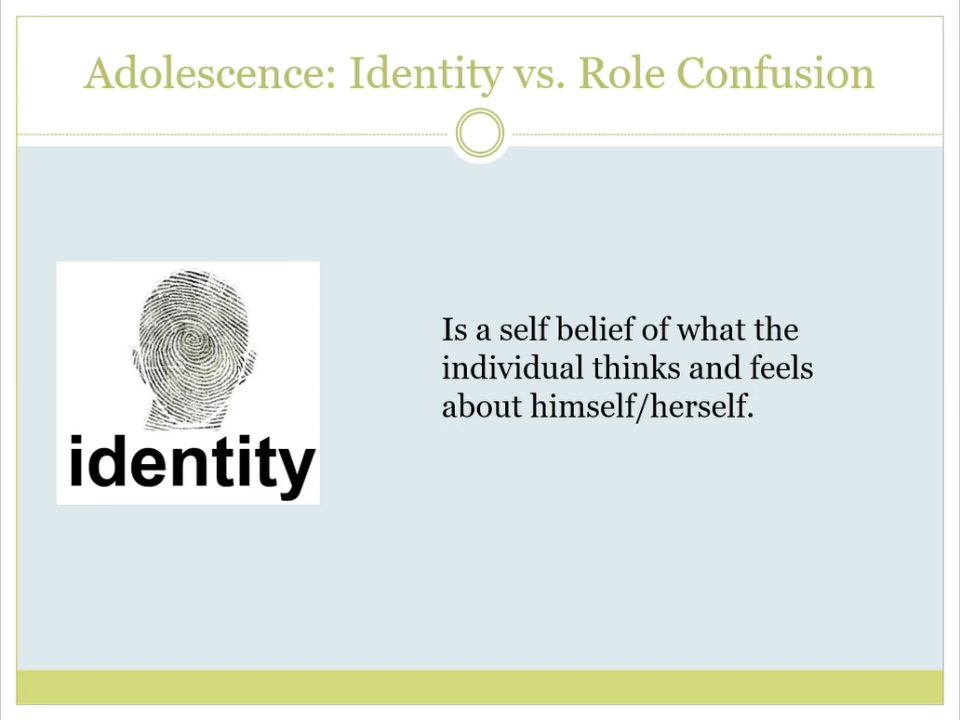 Adolescence: Identity vs. Role Confusion
identity
Is a self belief of what the
individual thinks and feels
about himself/herself.